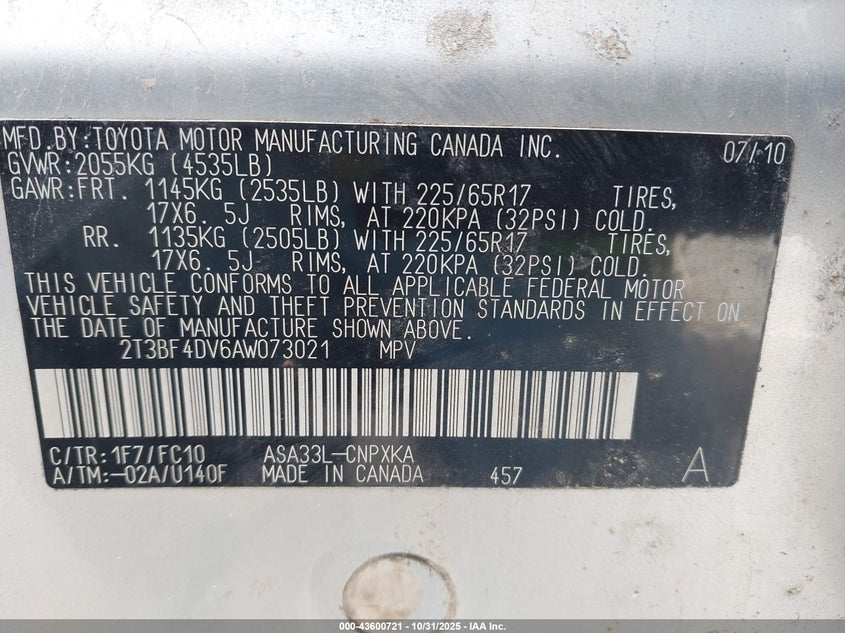 MFD.BY:TOYOTA MOTOR MANUFACTURING CANADA INC. 07/10
GVWR:2055KG (4535LB)
GAWR:FRT. 1145KG (2535LB) WITH 225/65R17 TIRES,
17X6. 5J RIMS, AT 220KPA (32PSI) COLD.
RR. 1135KG (2505LB) WITH 225/65R17 TIRES,
17X6. 5J RIMS, AT 220KPA (32PSI) COLD.
THIS VEHICLE CONFORMS TO ALL APPLICABLE FEDERAL MOTOR
VEHICLE SAFETY AND THEFT PREVENTION STANDARDS IN EFFECT ON
THE DATE OF MANUFACTURE SHOWN ABOVE.
2T3BF4DV6AW073021 MPV
C/TR:1F7/FC10 ASA33L-CNPXKA
A/TM:-02A/U140F MADE IN CANADA 457 A
000-43600721 | 10/31/2025 | IAA Inc.